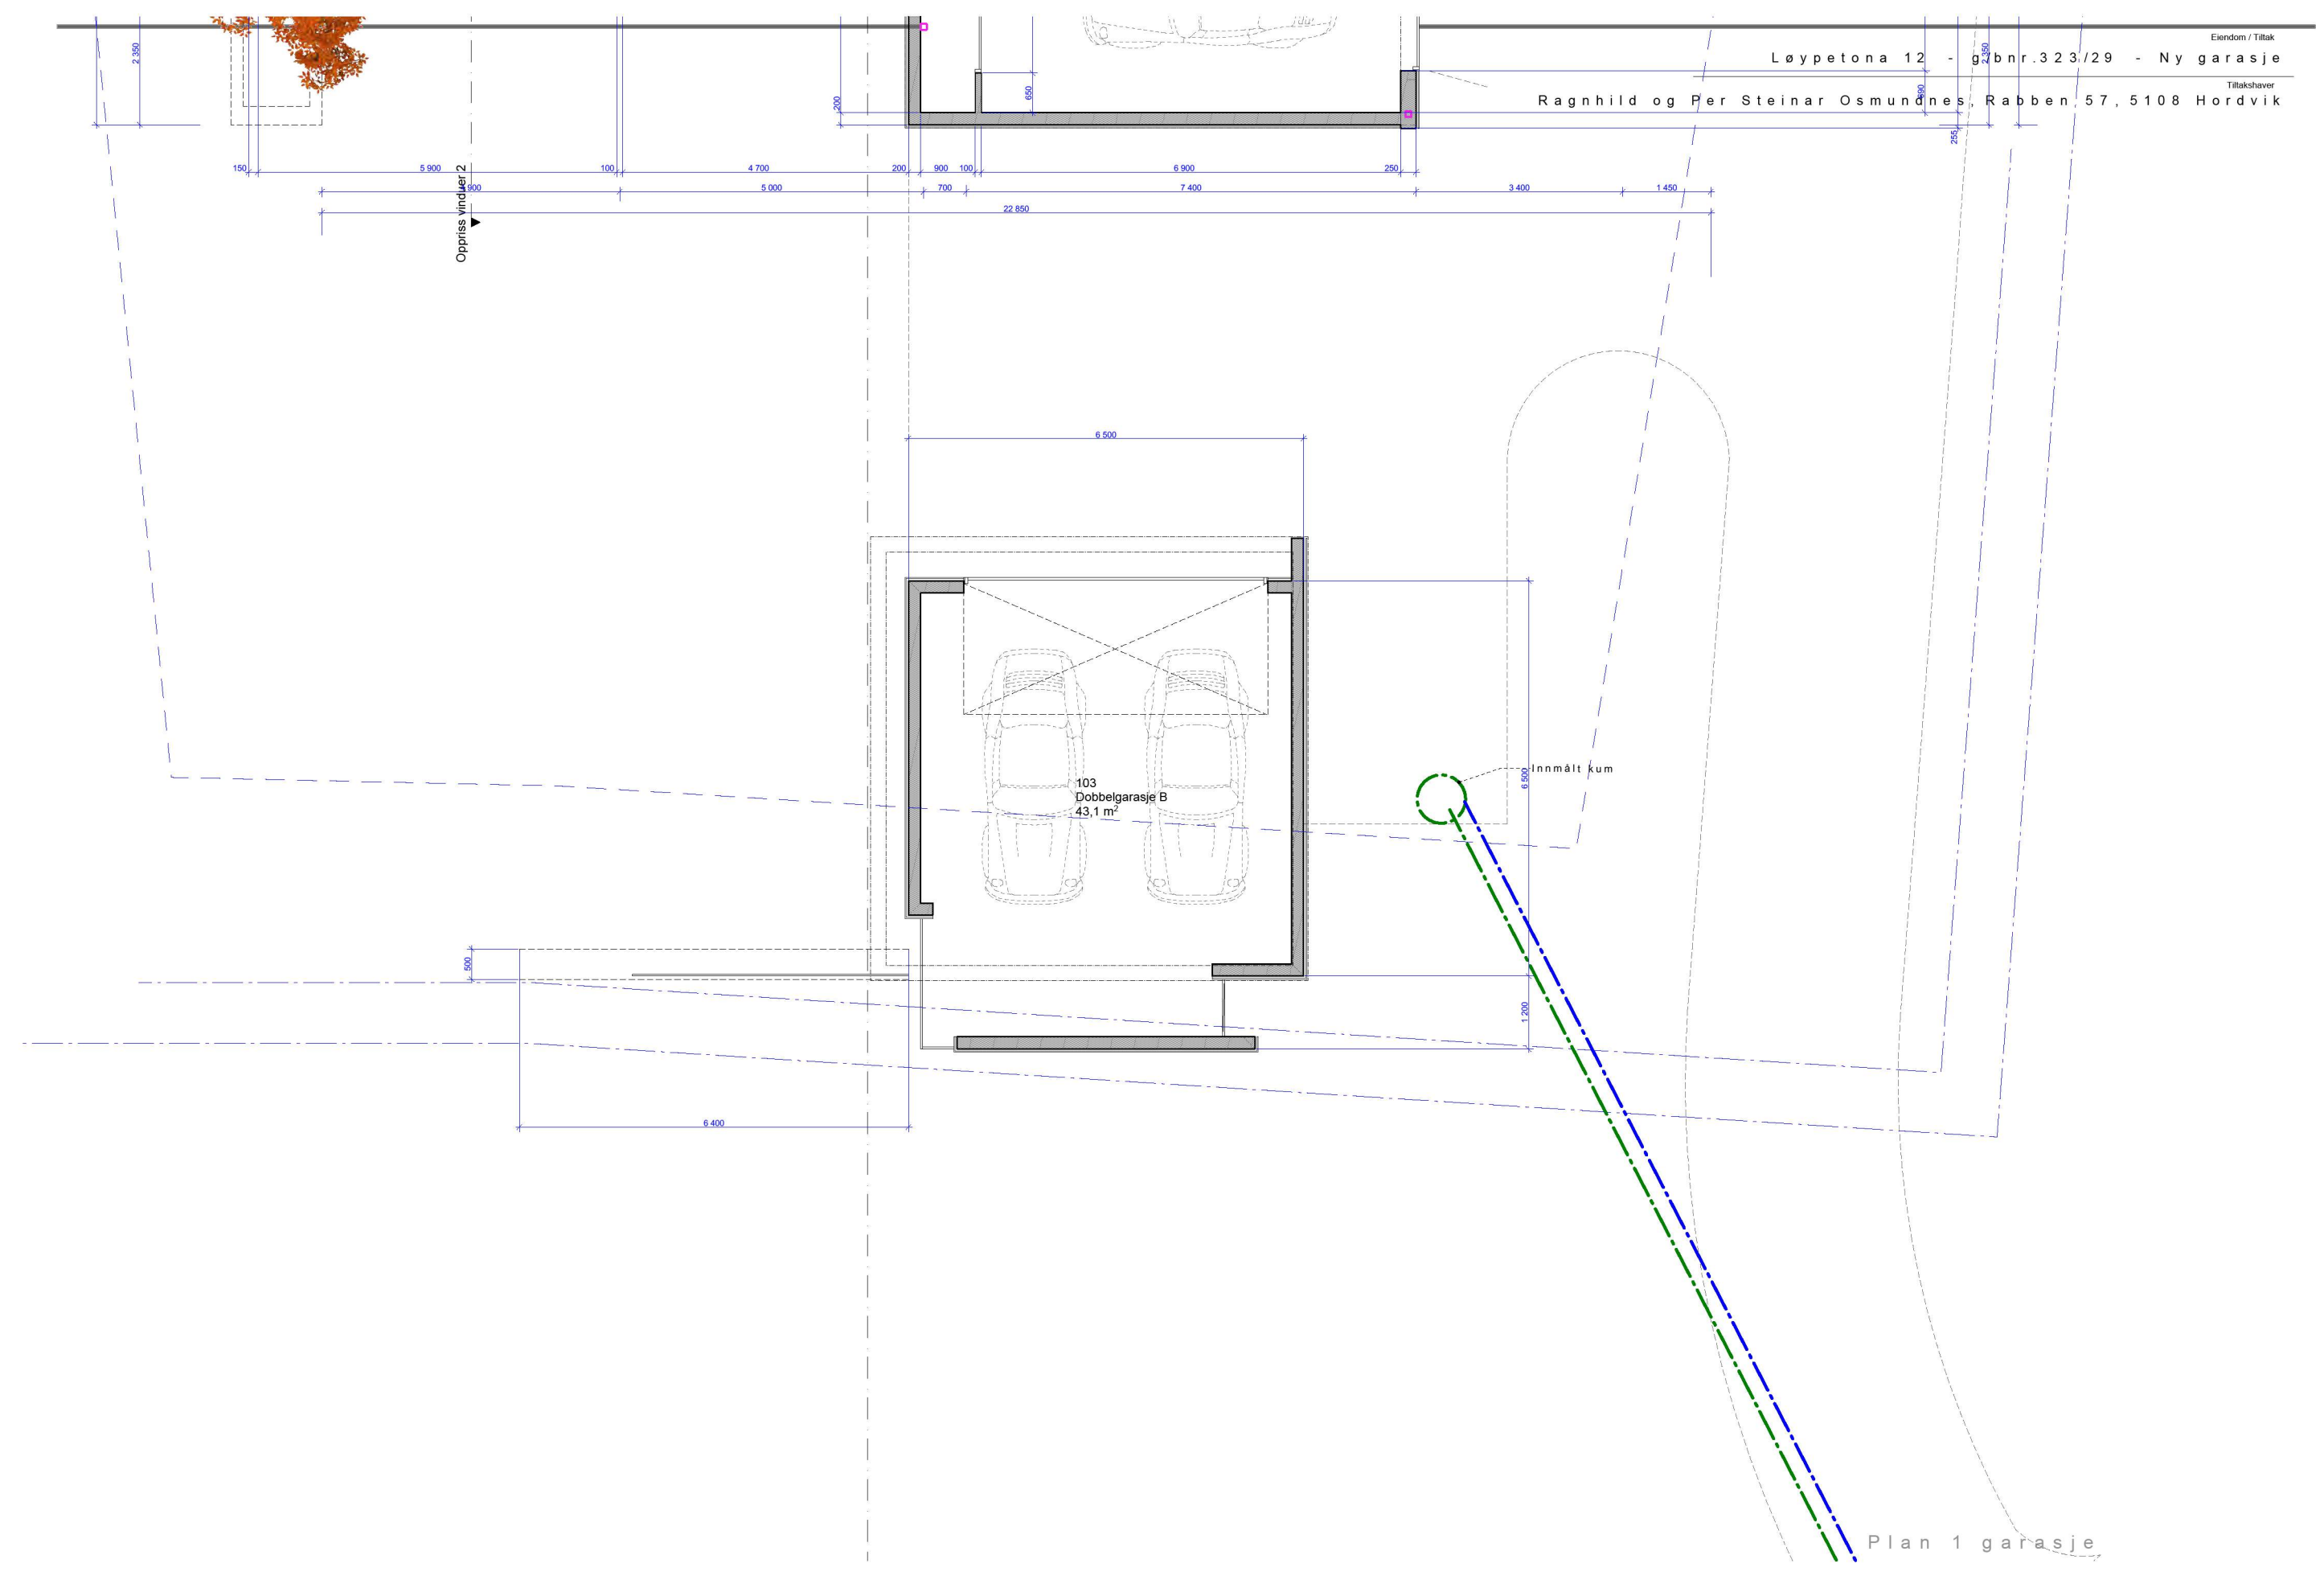 Eiendom / Tiltak
Løypetona 12 - g/bnr.323/29 - Ny garasje
Tiltakshaver
Ragnhild og Per Steinar Osmundnes, Rabben 57, 5108 Hordvik
2 350
200
650
690
2 350
255
150 5 900 100 4 700 200 900 100 6 900 250
5 000 700 7 400 3 400 1 450
22 850
Oppriss vinduer 2
6 500
Innmålt kum
6 500
103
Dobbelgarasje B
43,1 m²
500
1 200
6 400
Plan 1 garasje